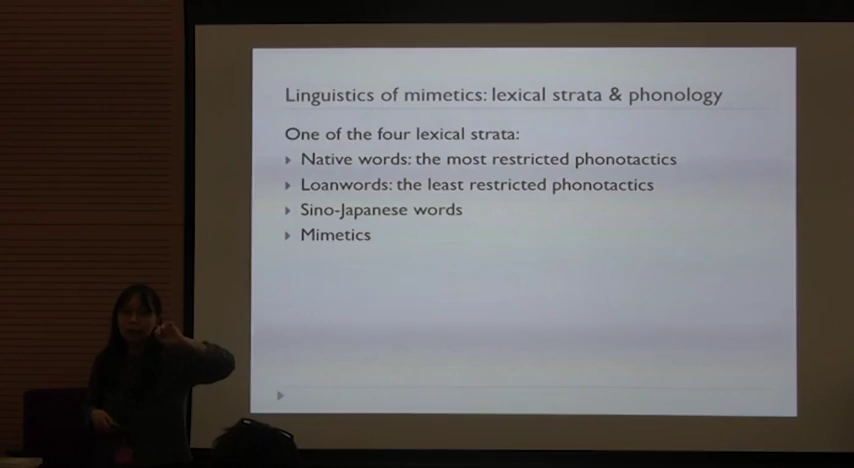 Linguistics of mimetics: lexical strata & phonology
One of the four lexical strata:
Native words: the most restricted phonotactics
Loanwords: the least restricted phonotactics
Sino-Japanese words
Mimetics